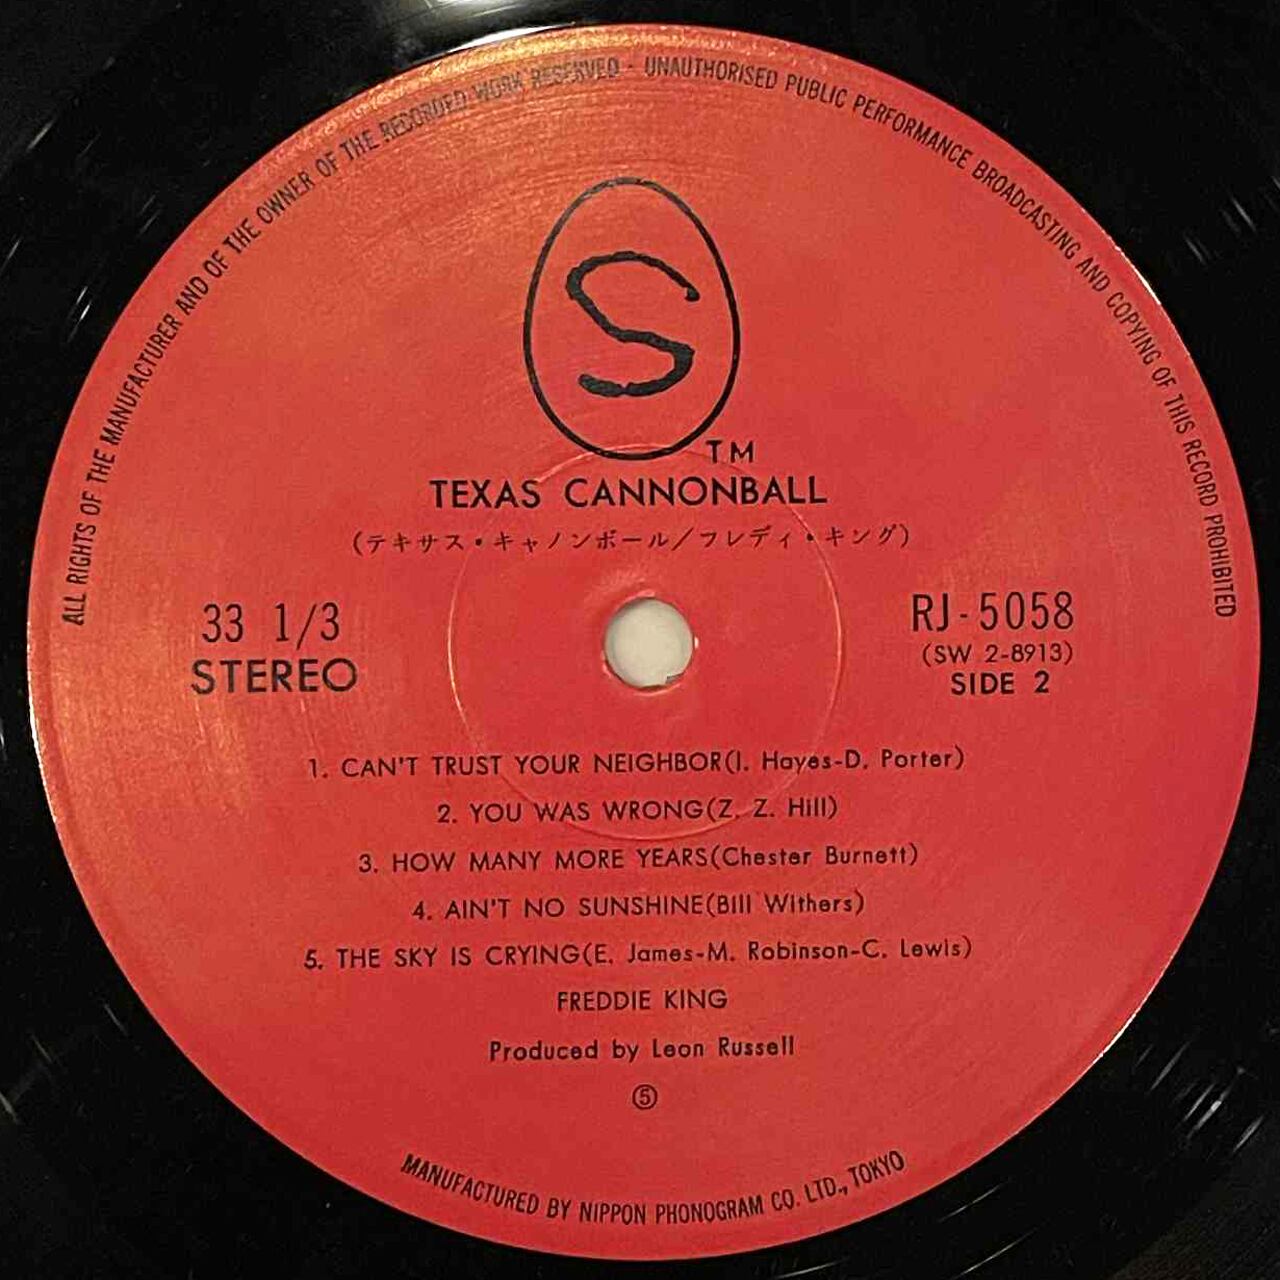 ALL RIGHTS OF THE MANUFACTURER AND OF THE OWNER OF THE RECORDED WORK RESERVED · UNAUTHORISED PUBLIC PERFORMANCE BROADCASTING AND COPYING OF THIS RECORD PROHIBITED
S
TM
TEXAS CANNONBALL
(テキサス・キャノンボール/フレディ・キング)
33 1/3
STEREO
RJ-5058
(SW 2-8913)
SIDE 2
1. CAN'T TRUST YOUR NEIGHBOR(I. Hayes-D. Porter)
2. YOU WAS WRONG(Z. Z. Hill)
3. HOW MANY MORE YEARS(Chester Burnett)
4. AIN'T NO SUNSHINE(Bill Withers)
5. THE SKY IS CRYING(E. James-M. Robinson-C. Lewis)
FREDDIE KING
Produced by Leon Russell
⑤
MANUFACTURED BY NIPPON PHONOGRAM CO. LTD., TOKYO